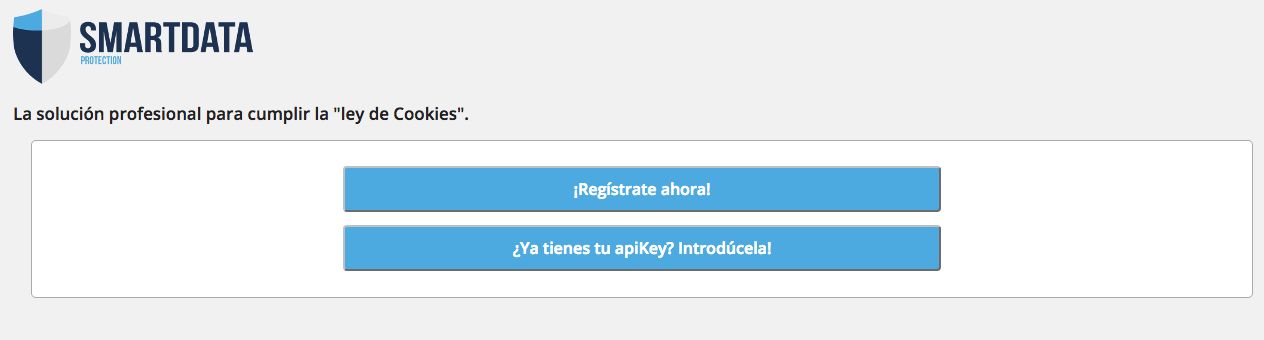 SMARTDATA
PROTECTION
La solución profesional para cumplir la "ley de Cookies".
¡Regístrate ahora!
¿Ya tienes tu apiKey? Introdúcela!